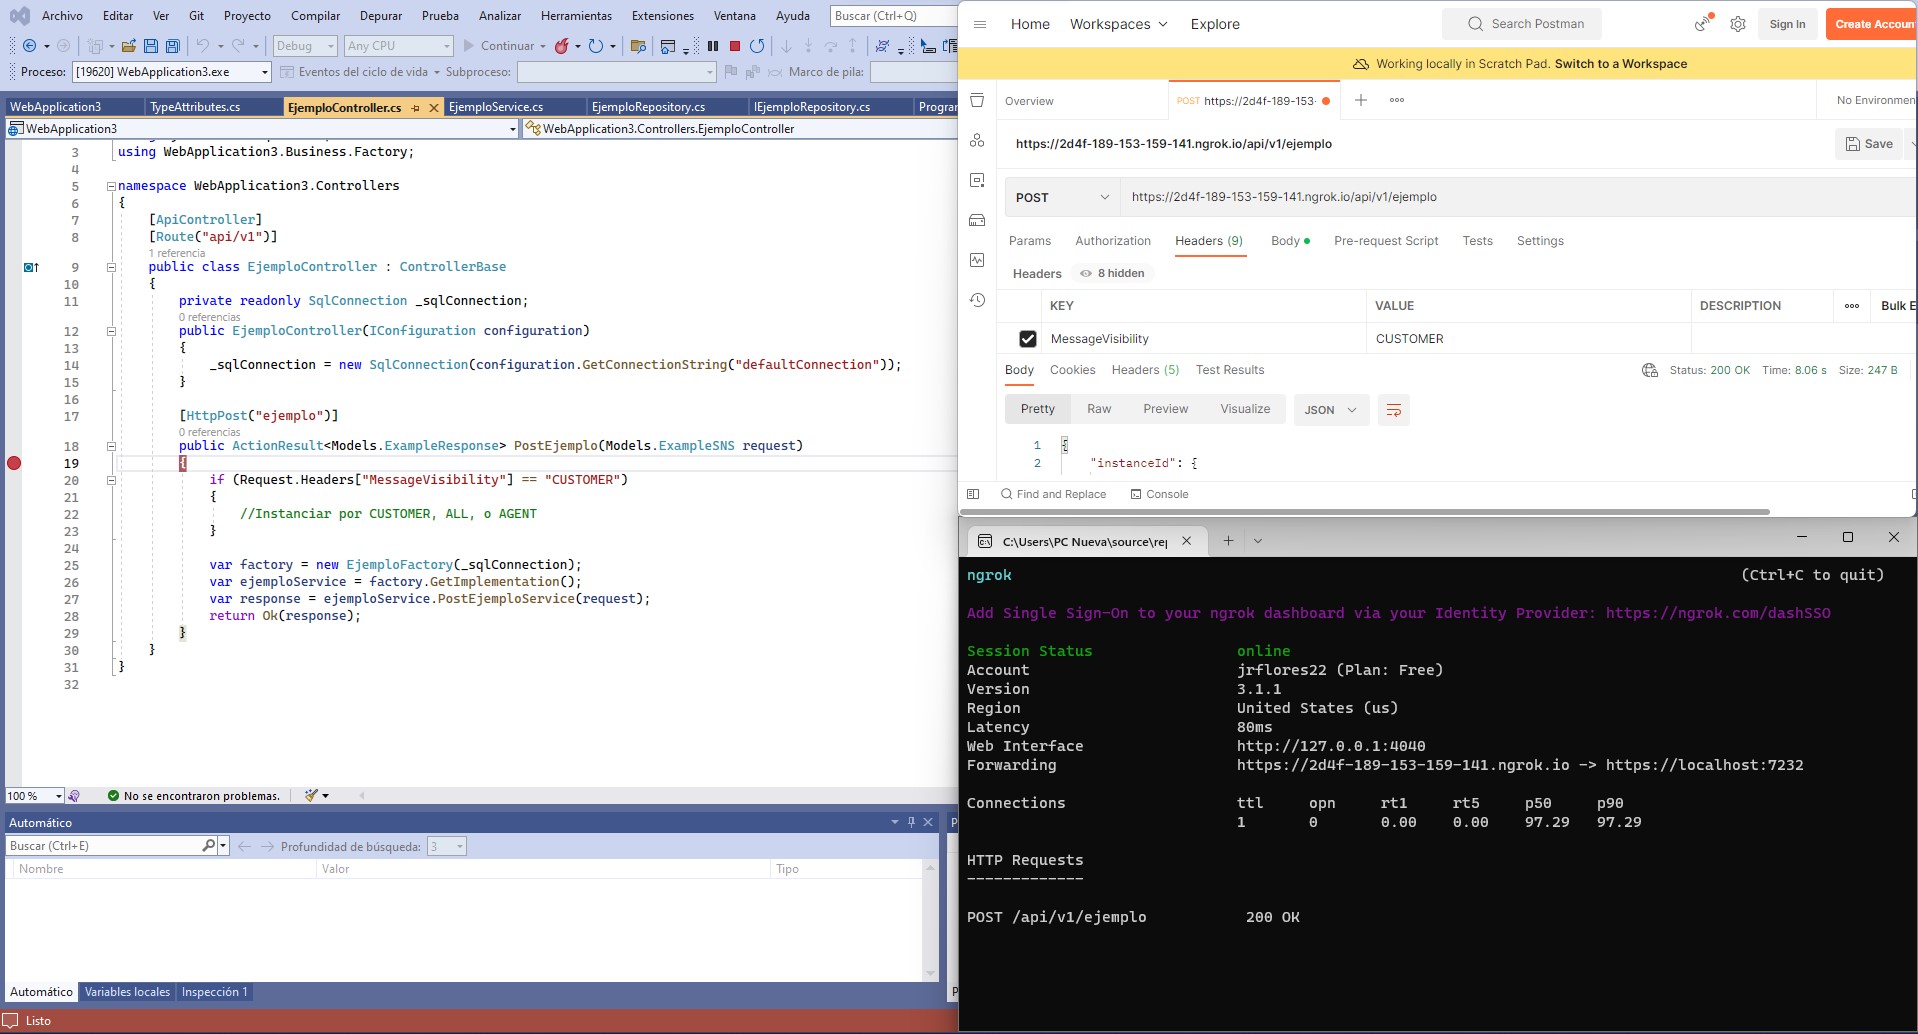 Archivo Editar Ver Git Proyecto Compilar Depurar Prueba Analizar Herramientas Extensiones Ventana Ayuda Buscar (Ctrl+Q)
Debug Any CPU Continuar
Proceso: [19620] WebApplication3.exe Eventos del ciclo de vida Subproceso: Marco de pila:
WebApplication3 TypeAttributes.cs EjemploController.cs EjemploService.cs EjemploRepository.cs IEjemploRepository.cs Prograr
WebApplication3 WebApplication3.Controllers.EjemploController
3 using WebApplication3.Business.Factory;
4
5 namespace WebApplication3.Controllers
6 {
7 [ApiController]
8 [Route("api/v1")]
1 referencia
9 public class EjemploController : ControllerBase
10 {
11 private readonly SqlConnection _sqlConnection;
0 referencias
12 public EjemploController(IConfiguration configuration)
13 {
14 _sqlConnection = new SqlConnection(configuration.GetConnectionString("defaultConnection"));
15 }
16
17 [HttpPost("ejemplo")]
0 referencias
18 public ActionResult<Models.ExampleResponse> PostEjemplo(Models.ExampleSNS request)
19 {
20 if (Request.Headers["MessageVisibility"] == "CUSTOMER")
21 {
22 //Instanciar por CUSTOMER, ALL, o AGENT
23 }
24
25 var factory = new EjemploFactory(_sqlConnection);
26 var ejemploService = factory.GetImplementation();
27 var response = ejemploService.PostEjemploService(request);
28 return Ok(response);
29 }
30 }
31 }
32
100 % No se encontraron problemas.
Automático
Buscar (Ctrl+E) Profundidad de búsqueda: 3
Nombre Valor Tipo
Automático Variables locales Inspección 1
Listo
Home Workspaces Explore Search Postman Sign In Create Accoun
Working locally in Scratch Pad. Switch to a Workspace
Overview POST https://2d4f-189-153- No Environmen
https://2d4f-189-153-159-141.ngrok.io/api/v1/ejemplo Save
POST https://2d4f-189-153-159-141.ngrok.io/api/v1/ejemplo
Params Authorization Headers (9) Body Pre-request Script Tests Settings
Headers 8 hidden
KEY VALUE DESCRIPTION Bulk E
MessageVisibility CUSTOMER
Body Cookies Headers (5) Test Results Status: 200 OK Time: 8.06 s Size: 247 B
Pretty Raw Preview Visualize JSON
1 {
2 "instanceId": {
Find and Replace Console
C:\Users\PC Nueva\source\rep
ngrok (Ctrl+C to quit)
Add Single Sign-On to your ngrok dashboard via your Identity Provider: https://ngrok.com/dashSSO
Session Status online
Account jrflores22 (Plan: Free)
Version 3.1.1
Region United States (us)
Latency 80ms
Web Interface http://127.0.0.1:4040
Forwarding https://2d4f-189-153-159-141.ngrok.io -> https://localhost:7232
Connections ttl opn rt1 rt5 p50 p90
1 0 0.00 0.00 97.29 97.29
HTTP Requests
-------------
POST /api/v1/ejemplo 200 OK